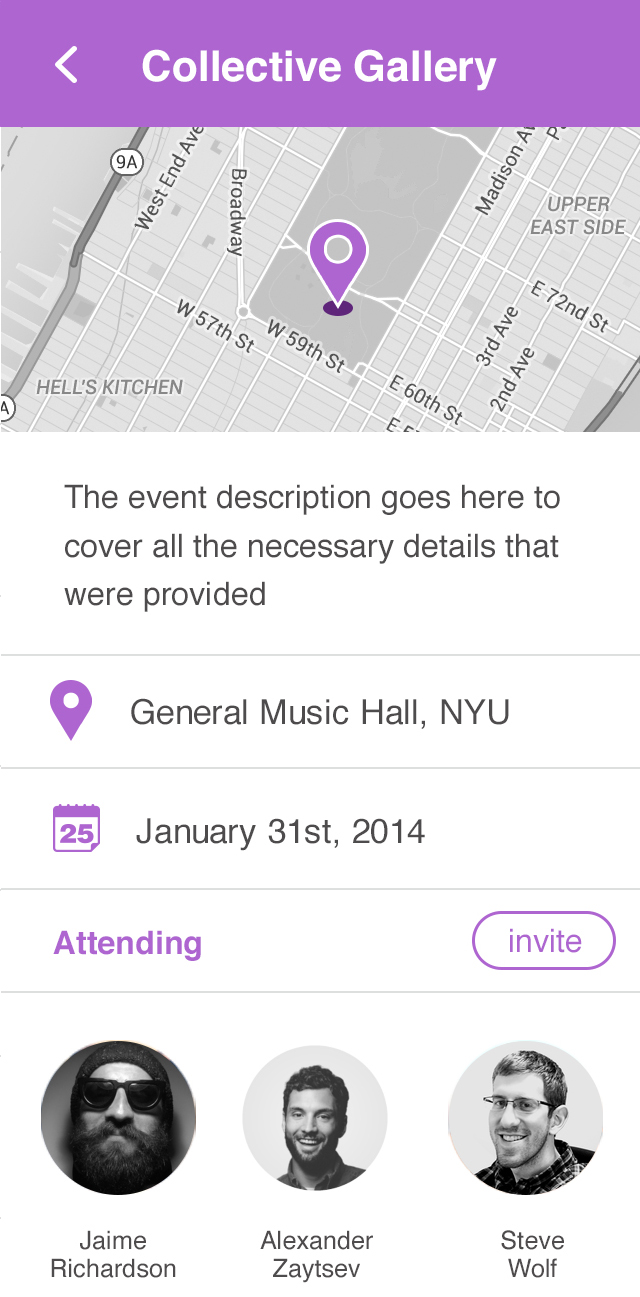 Collective Gallery
9A
West End Ave
Broadway
Madison Av
UPPER
EAST SIDE
E 72nd St
W 57th St
W 59th St
3rd Ave
2nd Ave
HELL'S KITCHEN
E 60th St
A
The event description goes here to
cover all the necessary details that
were provided
General Music Hall, NYU
25
January 31st, 2014
Attending
invite
Jaime
Richardson
Alexander
Zaytsev
Steve
Wolf